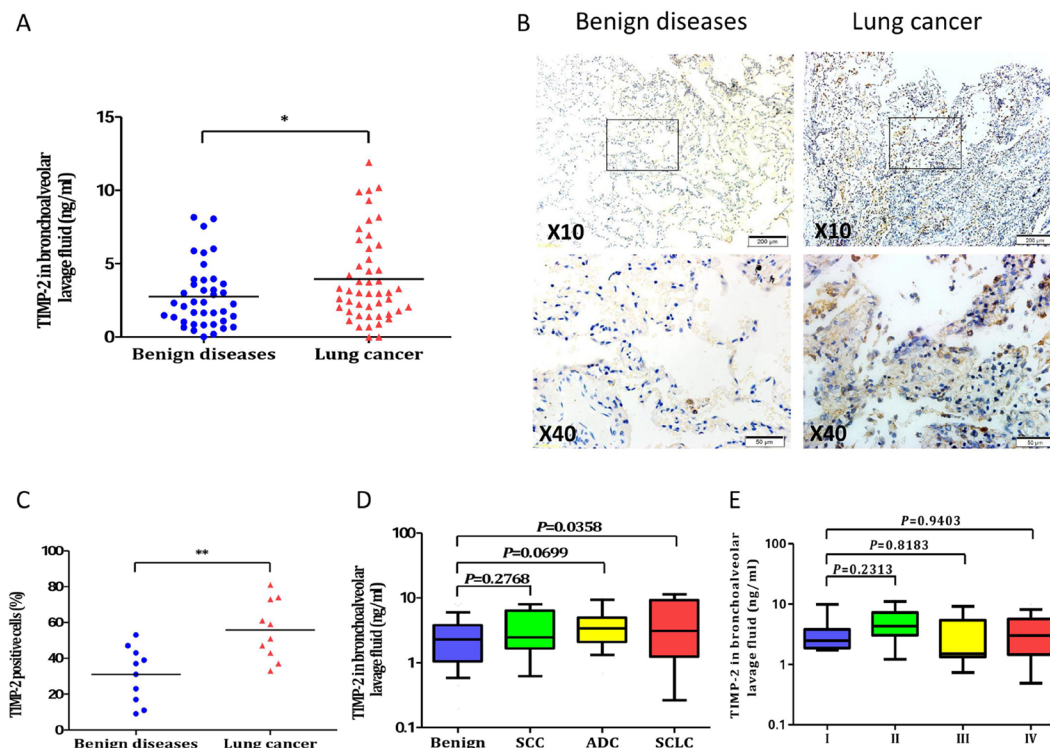 A
TIMP-2 in bronchoalveolar
lavage fluid (ng/ml)
15
10
5
0
*
Benign diseases
Lung cancer
B
Benign diseases
Lung cancer
X10
200 µm
X10
200 µm
X40
50 µm
X40
50 µm
C
TIMP-2 positive cells (%)
100
80
60
40
20
0
**
Benign diseases
Lung cancer
D
TIMP-2 in bronchoalveolar
lavage fluid (ng/ml)
100
10
1
0.1
P=0.0358
P=0.0699
P=0.2768
Benign
SCC
ADC
SCLC
E
TIMP-2 in bronchoalveolar
lavage fluid (ng/ml)
100
10
1
0.1
P=0.9403
P=0.8183
P=0.2313
I
II
III
IV